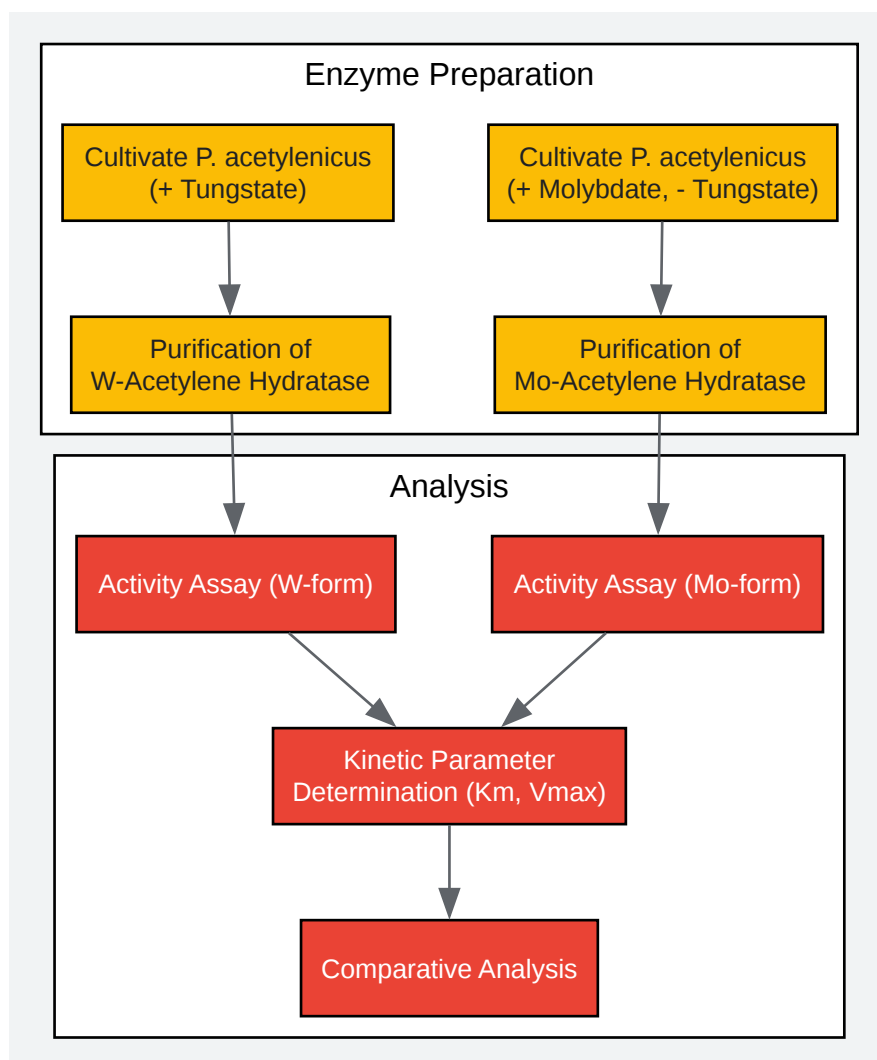 Enzyme Preparation
Cultivate P. acetylenicus
(+ Tungstate)
Cultivate P. acetylenicus
(+ Molybdate, - Tungstate)
Purification of
W-Acetylene Hydratase
Purification of
Mo-Acetylene Hydratase
Analysis
Activity Assay (W-form)
Activity Assay (Mo-form)
Kinetic Parameter
Determination (Km, Vmax)
Comparative Analysis